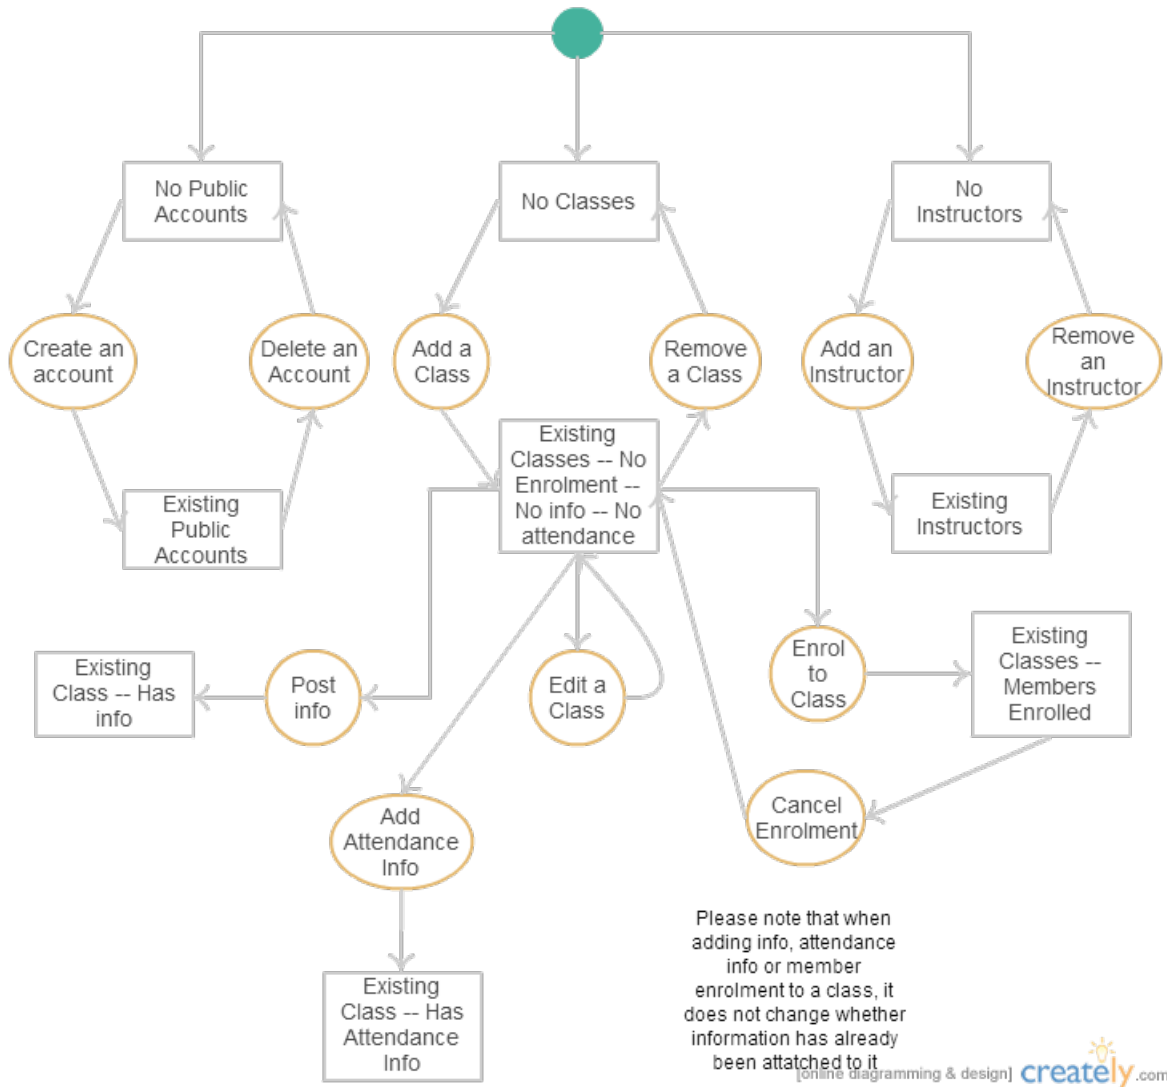 No Public
Accounts
No Classes
No
Instructors
Create an
account
Delete an
Account
Add a
Class
Remove
a Class
Add an
Instructor
Remove
an
Instructor
Existing
Public
Accounts
Existing
Classes -- No
Enrolment --
No info -- No
attendance
Existing
Instructors
Existing
Class -- Has
info
Post
info
Edit a
Class
Enrol
to
Class
Existing
Classes --
Members
Enrolled
Add
Attendance
Info
Cancel
Enrolment
Existing
Class -- Has
Attendance
Info
Please note that when
adding info, attendance
info or member
enrolment to a class, it
does not change whether
information has already
been attatched to it
[online diagramming & design] creately.com